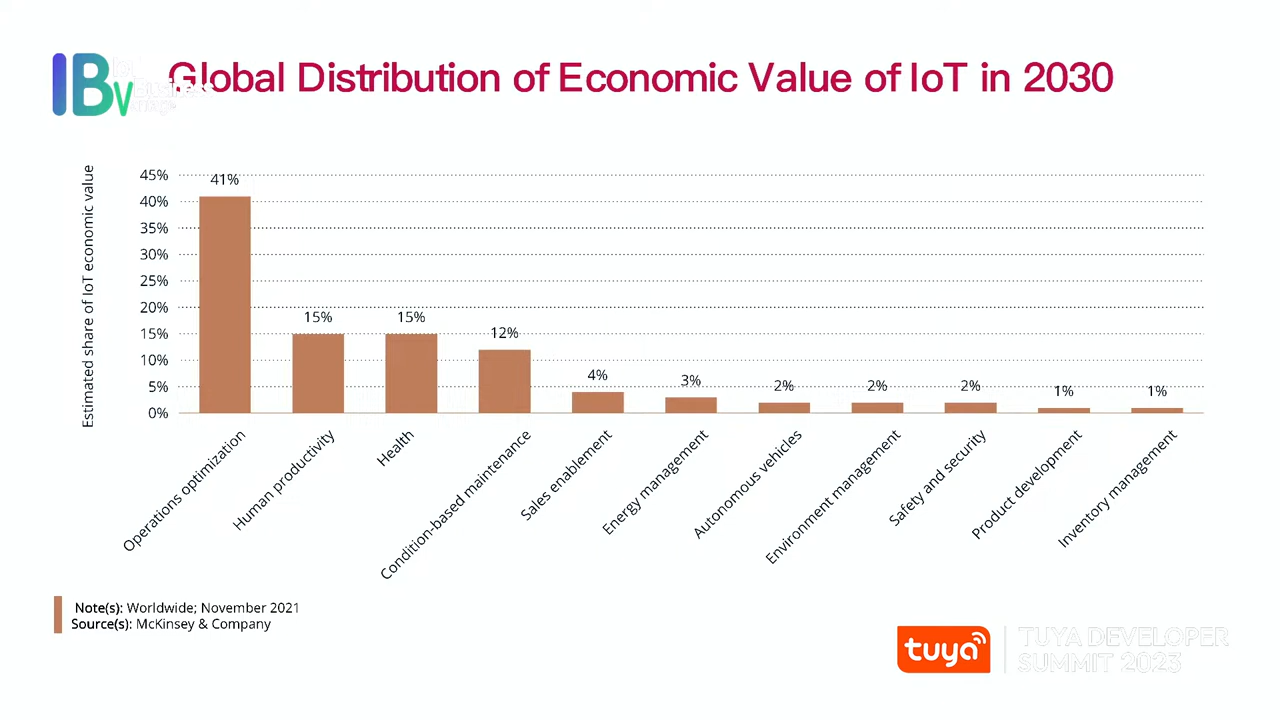 IBV
Global Distribution of Economic Value of IoT in 2030
Business
Estimated share of IoT economic value
45%
40%
35%
30%
25%
20%
15%
10%
5%
0%
41%
15%
15%
12%
4%
3%
2%
2%
2%
1%
1%
Operations optimization
Human productivity
Health
Condition-based maintenance
Sales enablement
Energy management
Autonomous vehicles
Environment management
Safety and security
Product development
Inventory management
Note(s): Worldwide; November 2021
Source(s): McKinsey & Company
tuya
TUYA DEVELOPER
SUMMIT 2023